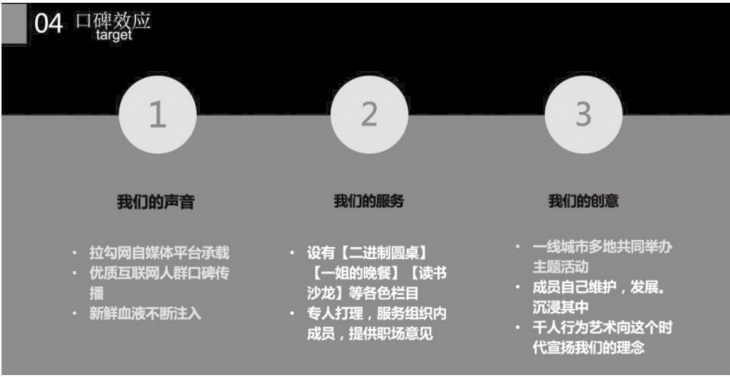 04 口碑效应
target
1
2
3
我们的声音
我们的服务
我们的创意
• 拉勾网自媒体平台承载
• 优质互联网人群口碑传
播
• 新鲜血液不断注入
• 设有【二进制圆桌】
【一姐的晚餐】【读书
沙龙】等各色栏目
• 专人打理，服务组织内
成员，提供职场意见
• 一线城市多地共同举办
主题活动
• 成员自己维护，发展。
沉浸其中
• 千人行为艺术向这个时
代宣扬我们的理念